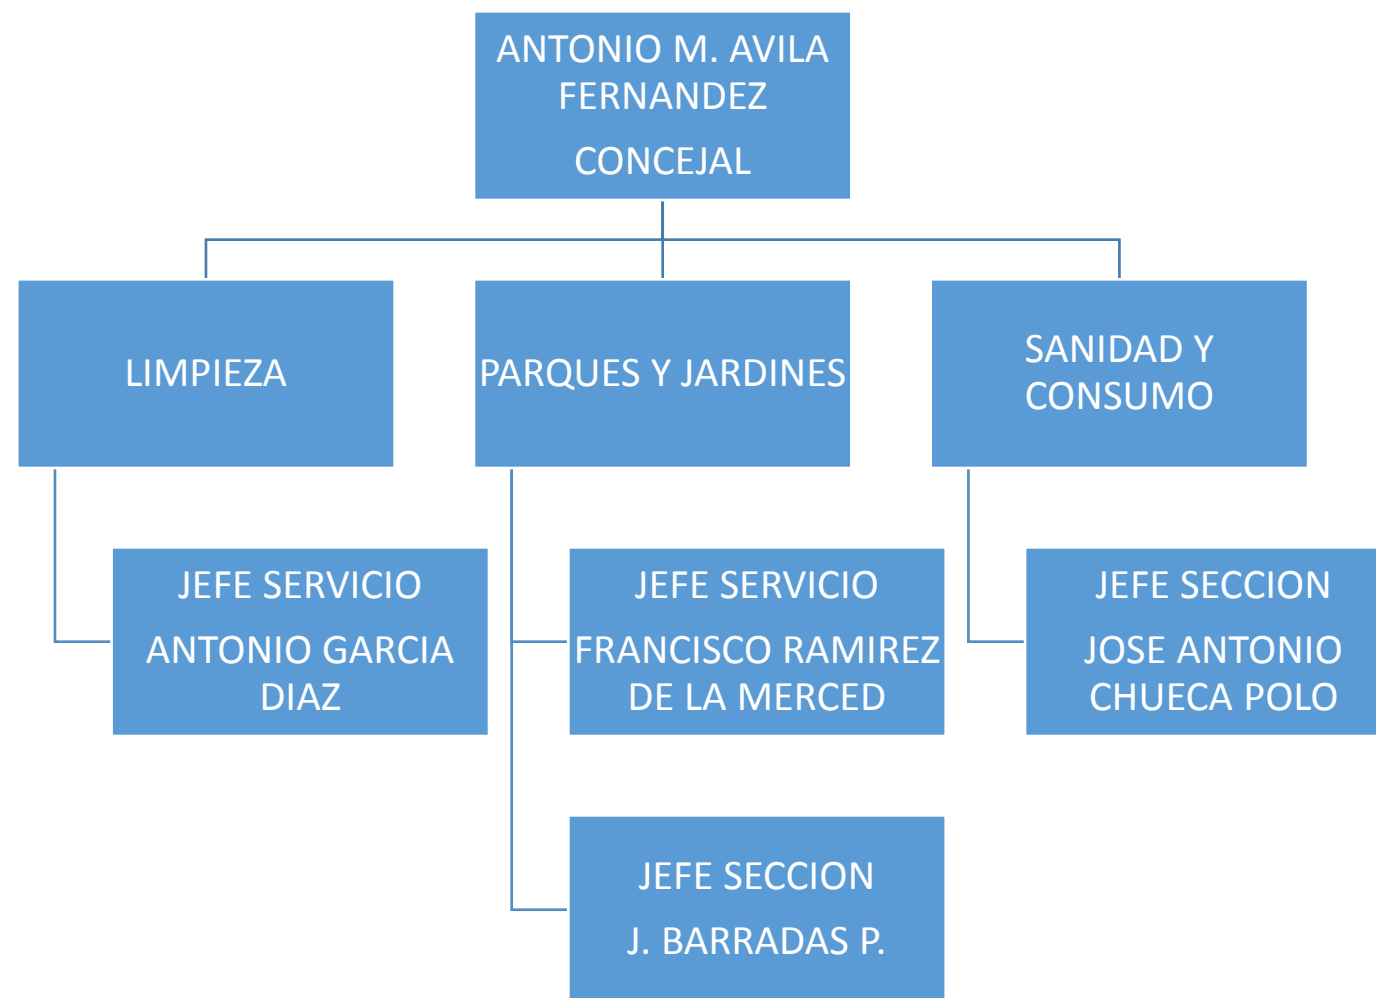 ANTONIO M. AVILA
FERNANDEZ
CONCEJAL
LIMPIEZA
PARQUES Y JARDINES
SANIDAD Y
CONSUMO
JEFE SERVICIO
ANTONIO GARCIA
DIAZ
JEFE SERVICIO
FRANCISCO RAMIREZ
DE LA MERCED
JEFE SECCION
JOSE ANTONIO
CHUECA POLO
JEFE SECCION
J. BARRADAS P.